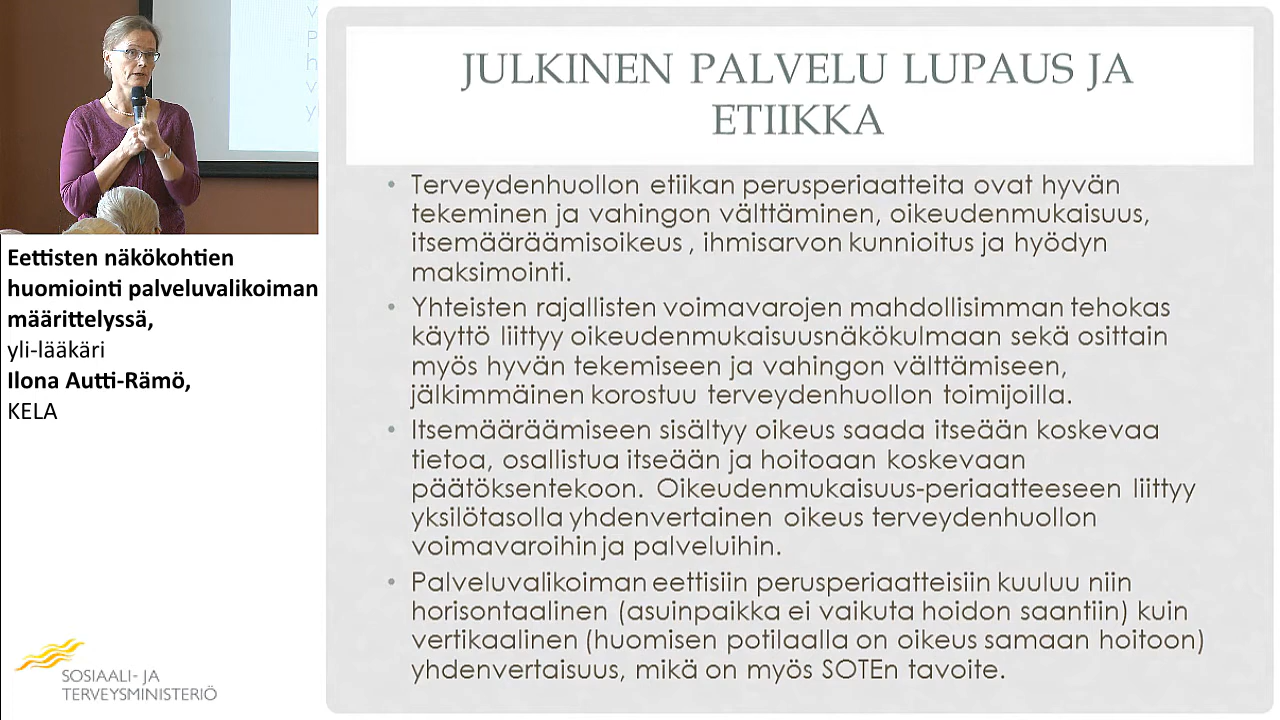 Eettisten näkökohtien
huomiointi palveluvalikoiman
määrittelyssä,
yli-lääkäri
Ilona Autti-Rämö,
KELA
SOSIAALI- JA
TERVEYSMINISTERIÖ
JULKINEN PALVELU LUPAUS JA
ETIIKKA
• Terveydenhuollon etiikan perusperiaatteita ovat hyvän
tekeminen ja vahingon välttäminen, oikeudenmukaisuus,
itsemääräämisoikeus , ihmisarvon kunnioitus ja hyödyn
maksimointi.
• Yhteisten rajallisten voimavarojen mahdollisimman tehokas
käyttö liittyy oikeudenmukaisuusnäkökulmaan sekä osittain
myös hyvän tekemiseen ja vahingon välttämiseen,
jälkimmäinen korostuu terveydenhuollon toimijoilla.
• Itsemääräämiseen sisältyy oikeus saada itseään koskevaa
tietoa, osallistua itseään ja hoitoaan koskevaan
päätöksentekoon. Oikeudenmukaisuus-periaatteeseen liittyy
yksilötasolla yhdenvertainen oikeus terveydenhuollon
voimavaroihin ja palveluihin.
• Palveluvalikoiman eettisiin perusperiaatteisiin kuuluu niin
horisontaalinen (asuinpaikka ei vaikuta hoidon saantiin) kuin
vertikaalinen (huomisen potilaalla on oikeus samaan hoitoon)
yhdenvertaisuus, mikä on myös SOTEn tavoite.